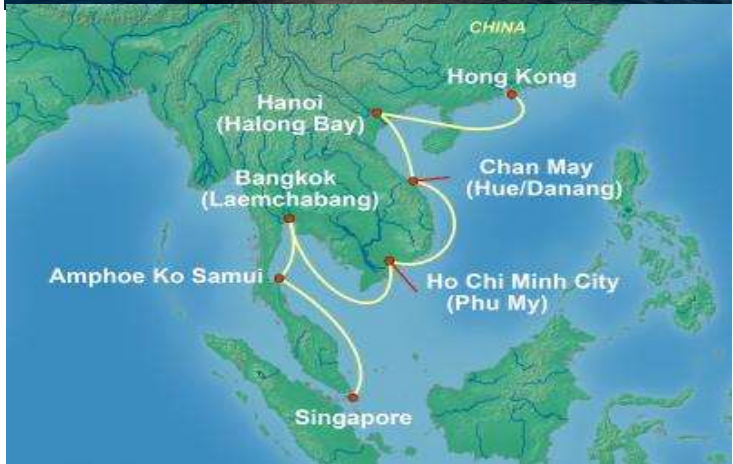 CHINA
Hong Kong
Hanoi
(Halong Bay)
Chan May
(Hue/Danang)
Bangkok
(Laemchabang)
Amphoe Ko Samui
Ho Chi Minh City
(Phu My)
Singapore